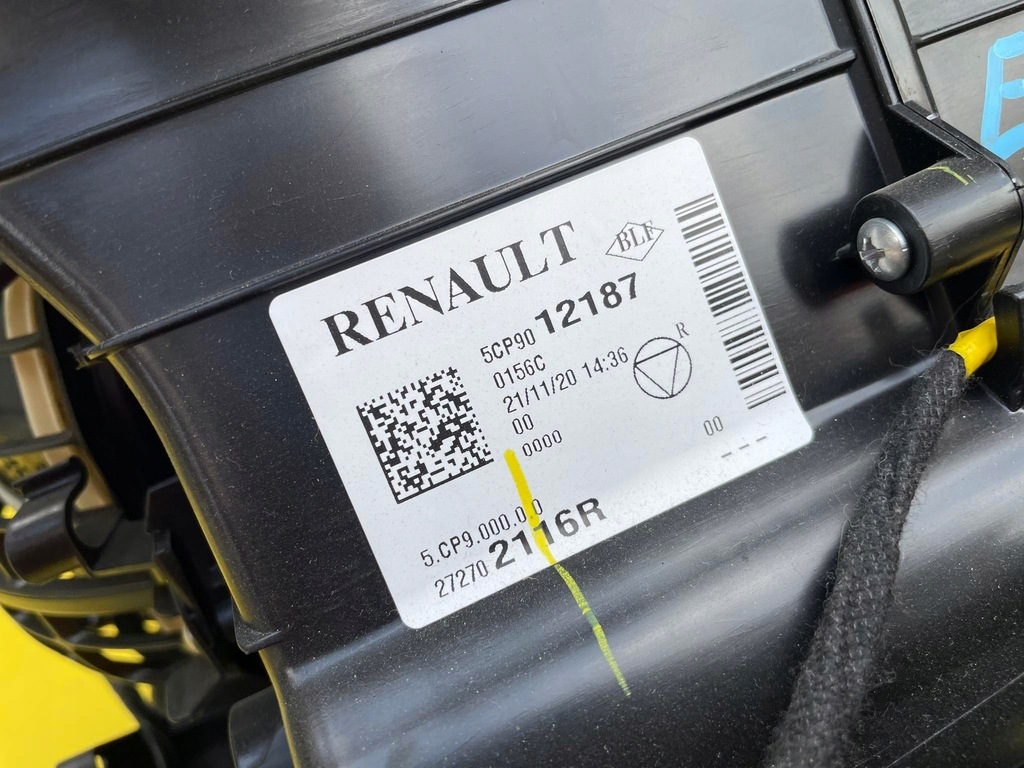 RENAULT
BLF
5CP90 12187
0156C
21/11/20 14:36
R
00
0000
00
---
5.CP9.000.0.0
27270 2116R
E